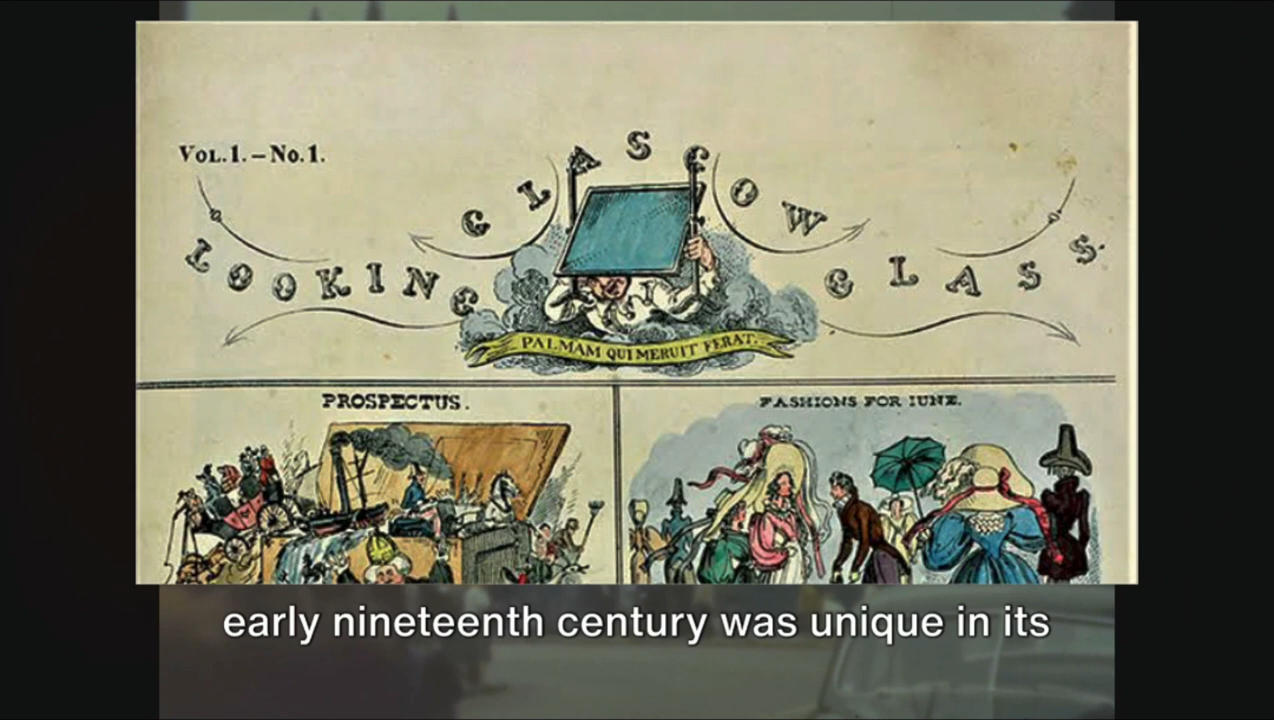 VOL. 1. – No. 1.
GLASGOW
LOOKING GLASS.
PALMAM QUI MERUIT FERAT.
PROSPECTUS.
FASHIONS FOR IUNE.
early nineteenth century was unique in its